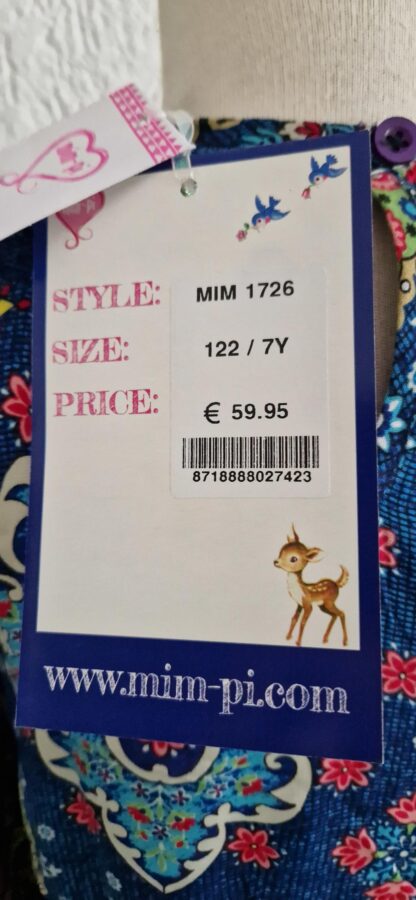 STYLE: MIM 1726
SIZE: 122 / 7Y
PRICE: € 59.95
8718888027423
www.mim-pi.com